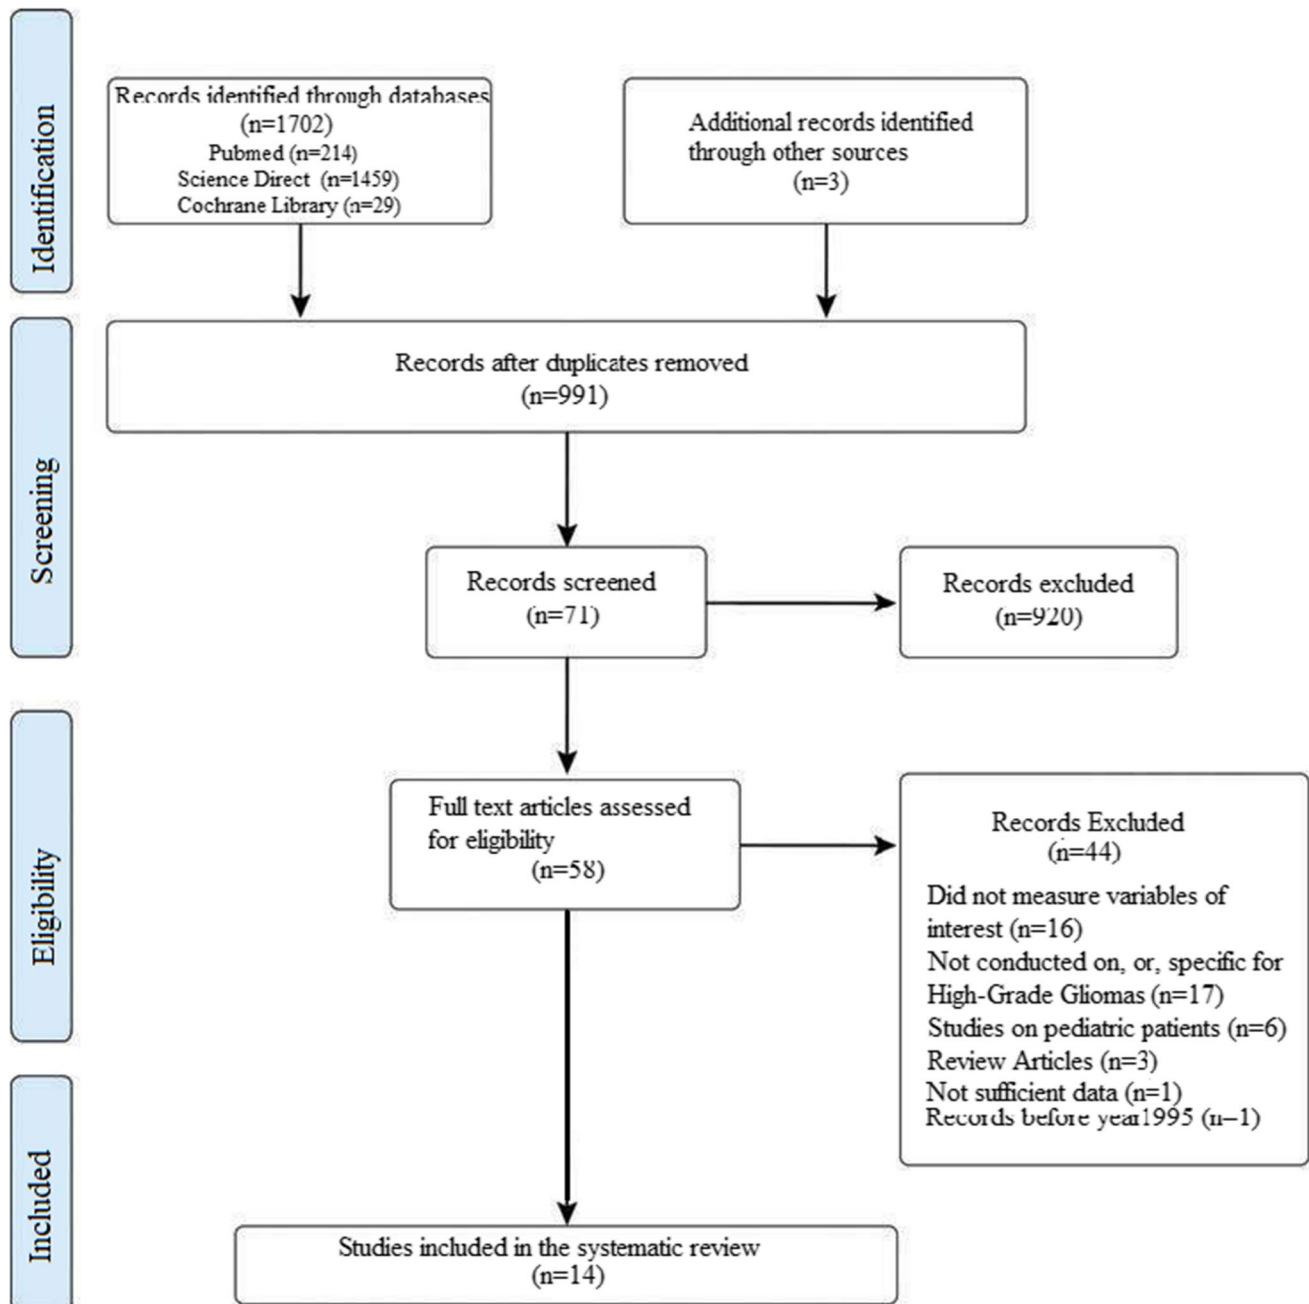 Identification
Records identified through databases
(n=1702)
Pubmed (n=214)
Science Direct (n=1459)
Cochrane Library (n=29)
Additional records identified
through other sources
(n=3)
Screening
Records after duplicates removed
(n=991)
Records screened
(n=71)
Records excluded
(n=920)
Eligibility
Full text articles assessed
for eligibility
(n=58)
Records Excluded
(n=44)
Did not measure variables of
interest (n=16)
Not conducted on, or, specific for
High-Grade Gliomas (n=17)
Studies on pediatric patients (n=6)
Review Articles (n=3)
Not sufficient data (n=1)
Records before year1995 (n=1)
Included
Studies included in the systematic review
(n=14)